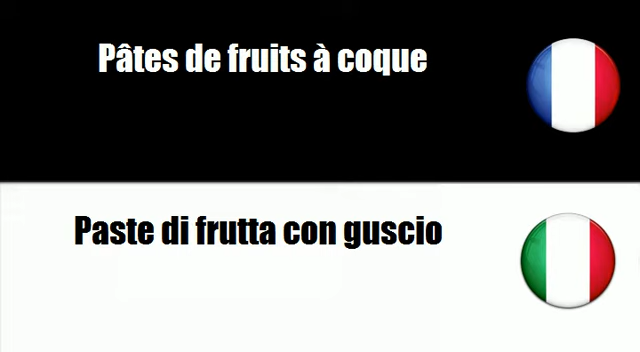 Pâtes de fruits à coque
Paste di frutta con guscio